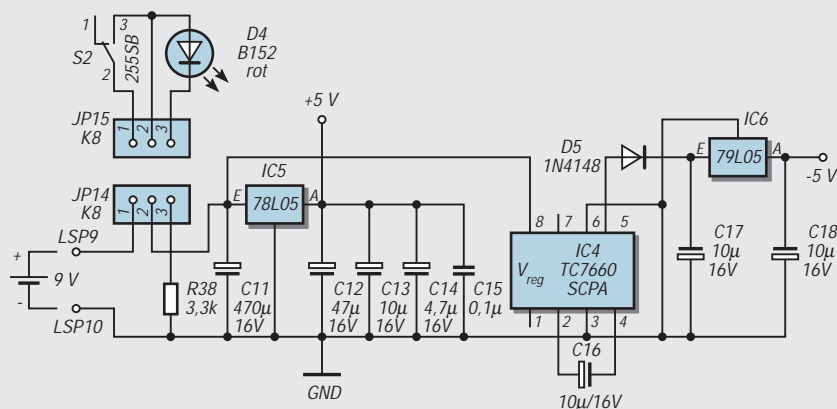 1
3
S2
2
255SB
D4
B152
rot
JP15
K8
1
2
3
JP14
K8
1
2
3
LSP9
+
9 V
-
LSP10
R38
3,3k
+5 V
IC5
E
78L05
A
C11
470µ
16V
C12
47µ
16V
C13
10µ
16V
C14
4,7µ
16V
C15
0,1µ
GND
8
7
6
5
IC4
Vreg
TC7660
SCPA
1
2
3
4
C16
10µ/16V
D5
1N4148
IC6
E
79L05
A
-5 V
C17
10µ
16V
C18
10µ
16V